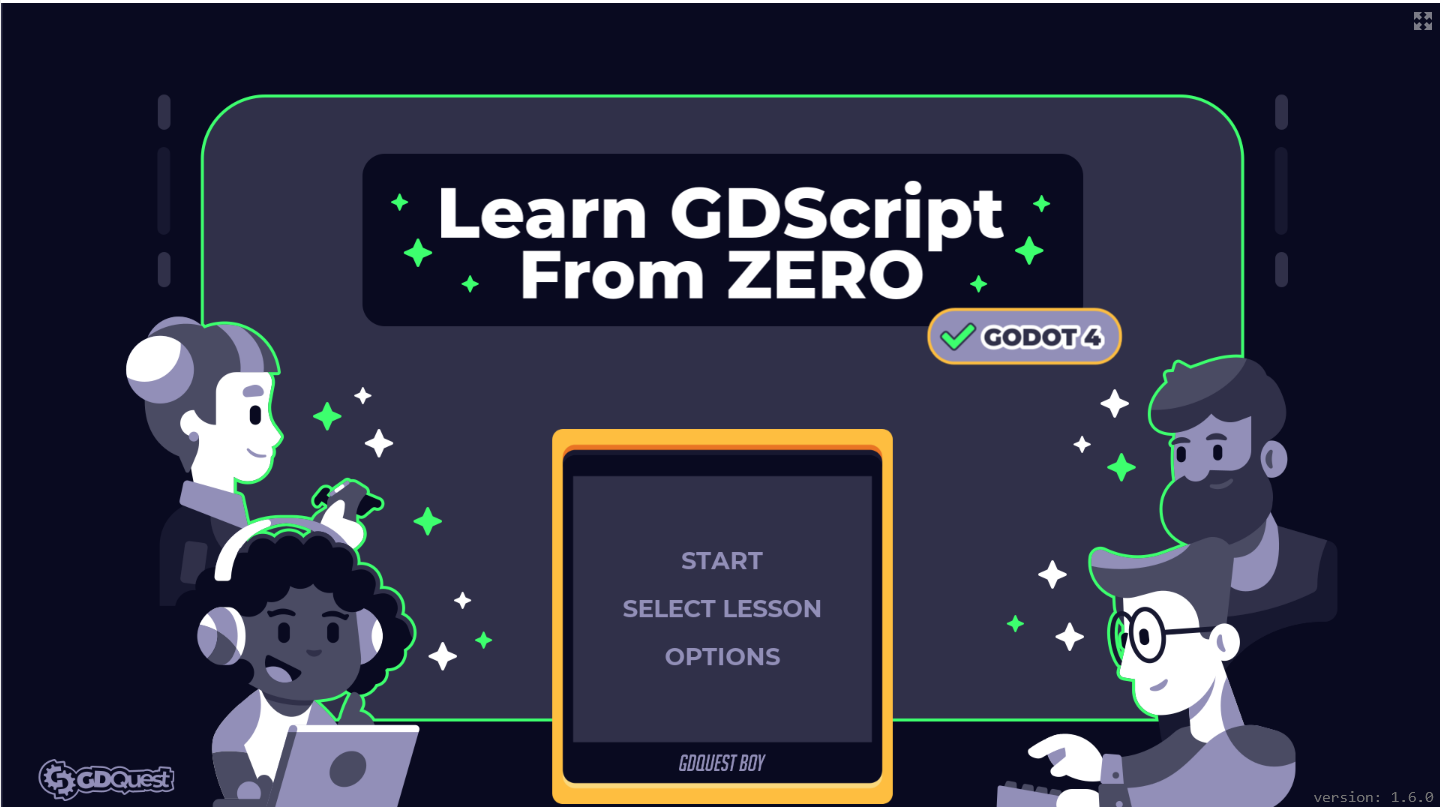 Learn GDScript
From ZERO
GODOT 4
START
SELECT LESSON
OPTIONS
GDQUEST BOY
GDQuest
version: 1.6.0